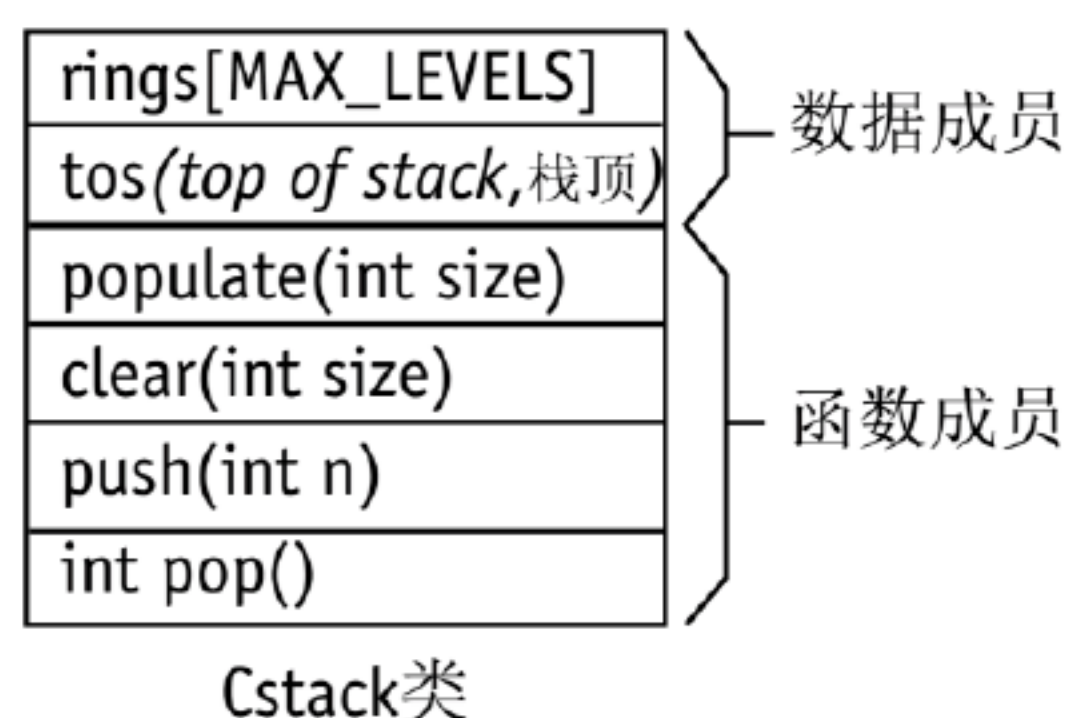 rings[MAX_LEVELS]
数据成员
tos(top of stack,栈顶)
populate(int size)
clear(int size)
函数成员
push(int n)
int pop()
Cstack类